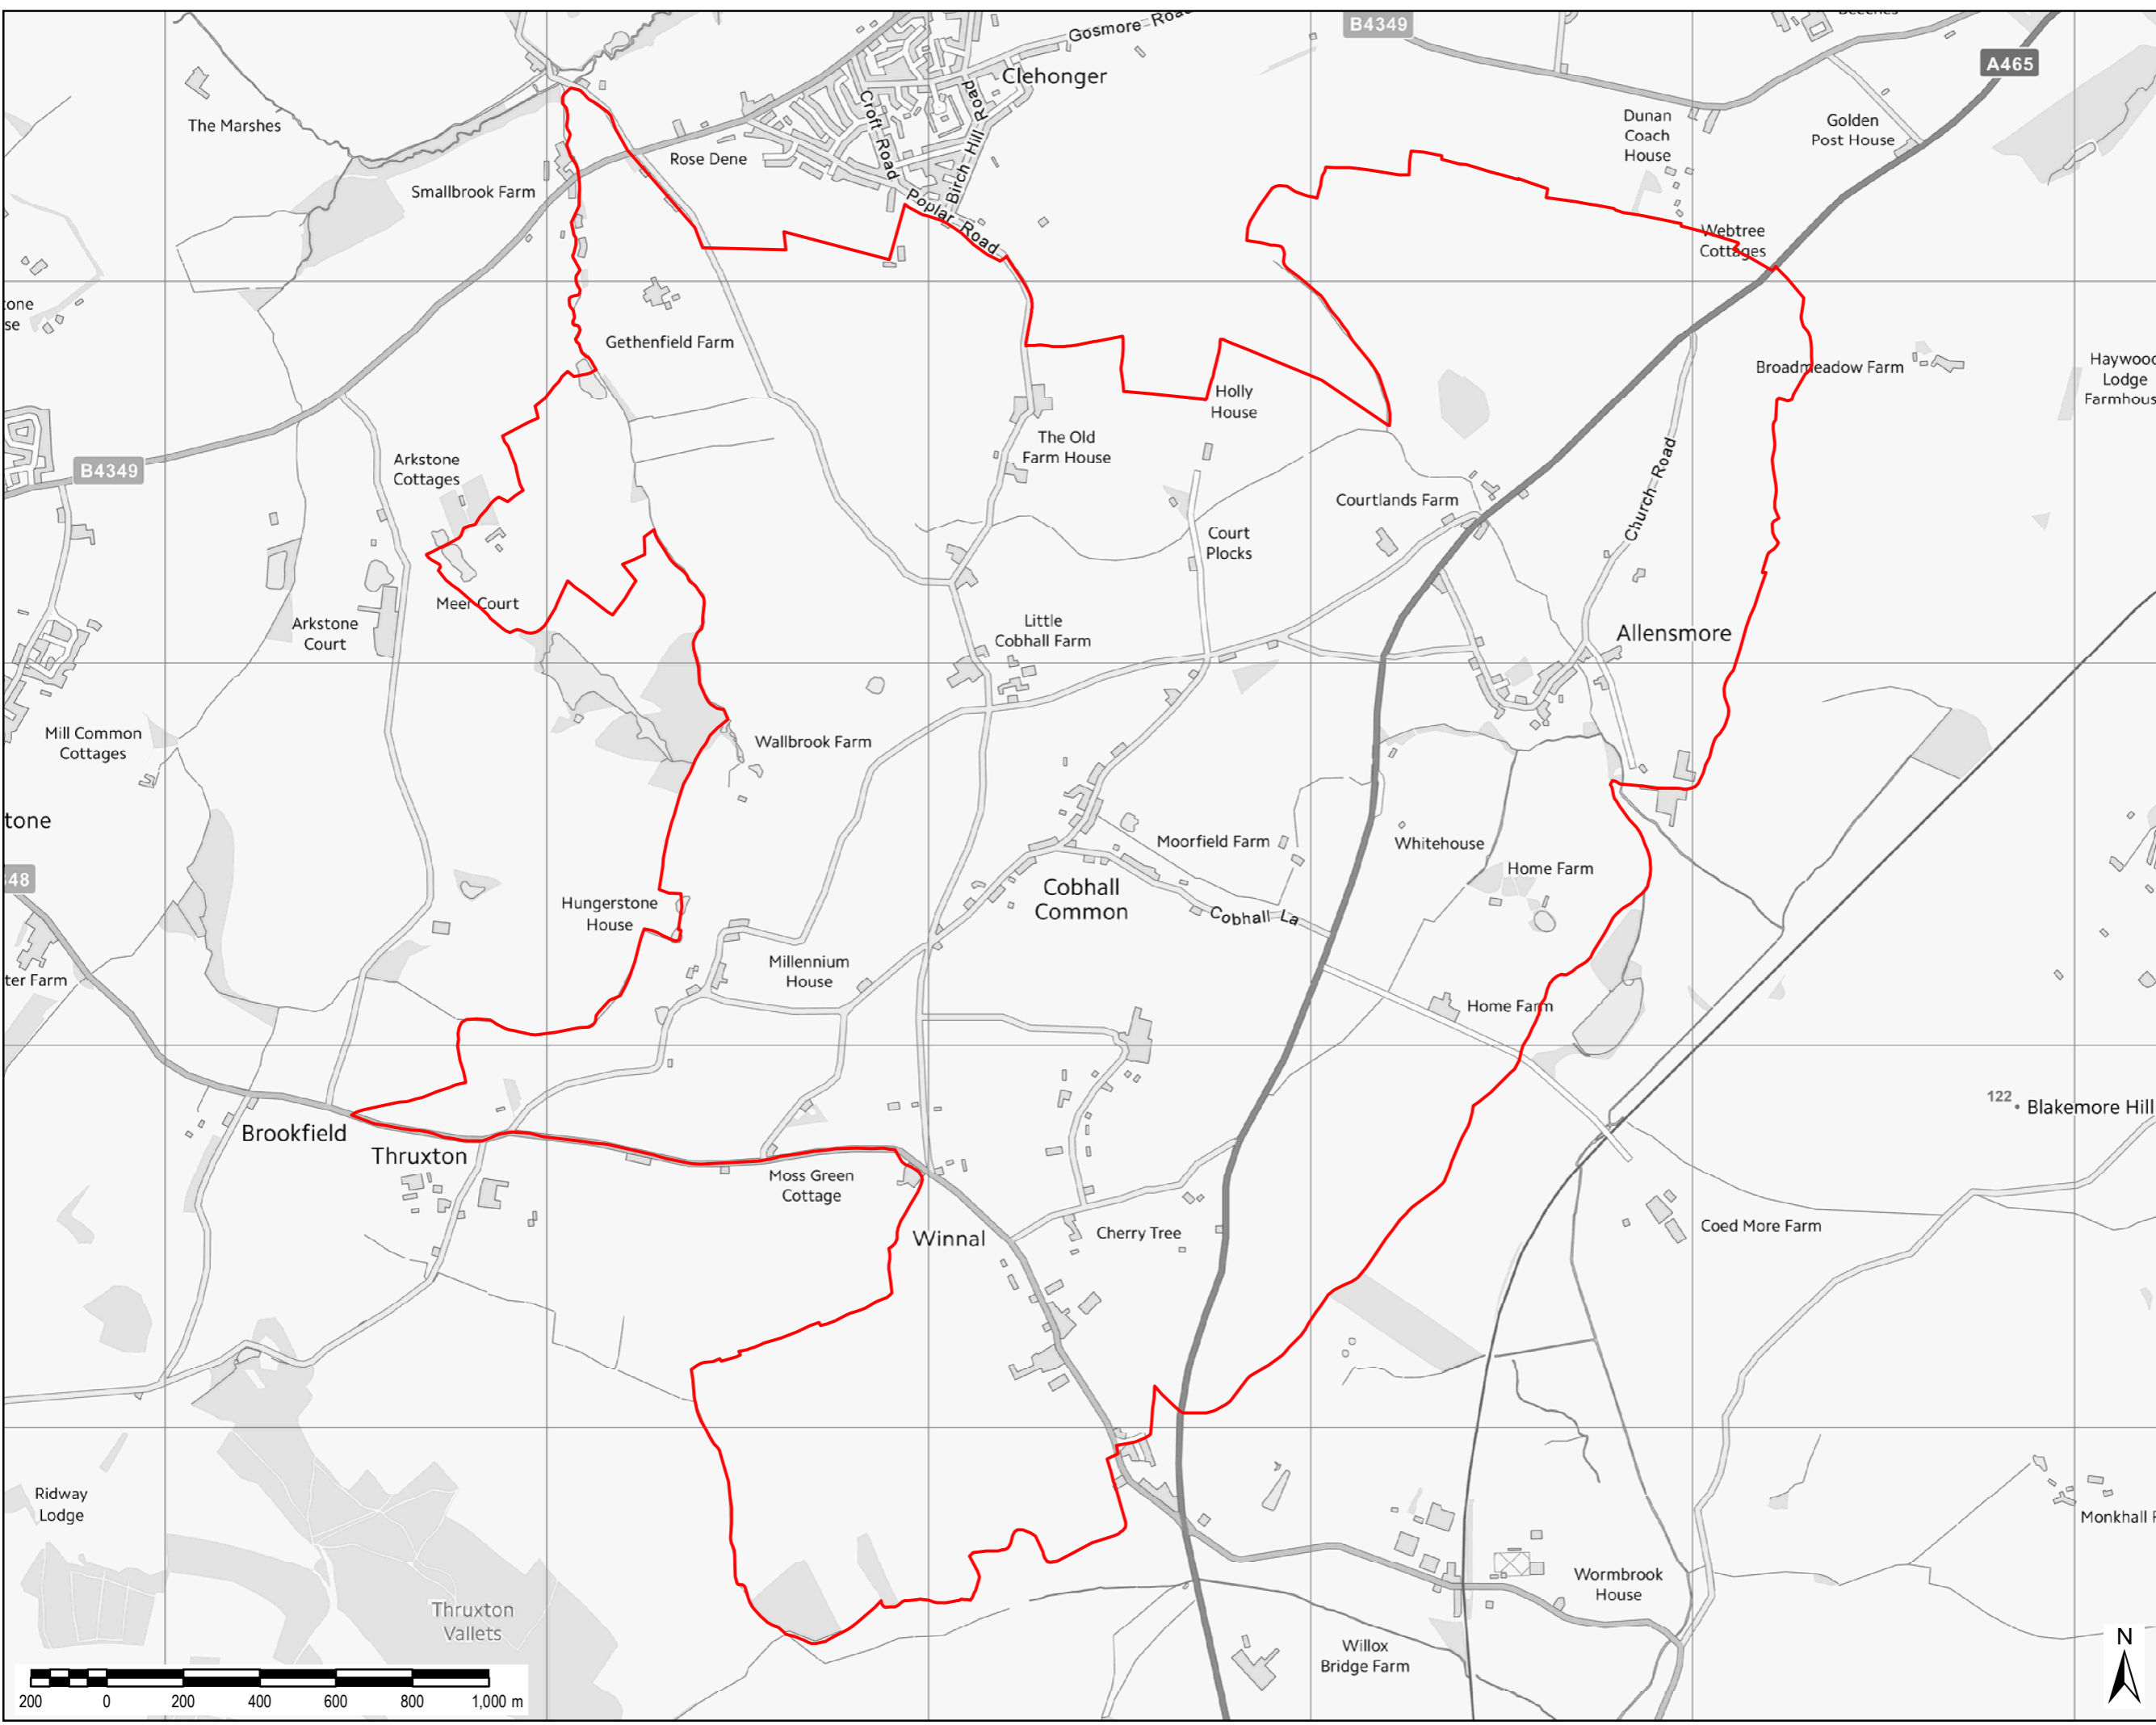 Beeches
Gosmore Road
B4349
A465
Clehonger
The Marshes
Croft Road
Birch Hill Road
Dunan
Coach
House
Golden
Post House
Rose Dene
Smallbrook Farm
Poplar Road
Webtree
Cottages
one
se
Gethenfield Farm
Broadmeadow Farm
Haywood
Lodge
Farmhous
Holly
House
The Old
Farm House
B4349
Arkstone
Cottages
Church Road
Courtlands Farm
Court
Plocks
Meer Court
Arkstone
Court
Little
Cobhall Farm
Allensmore
Mill Common
Cottages
Wallbrook Farm
tone
Moorfield Farm
Whitehouse
Home Farm
48
Cobhall
Common
Cobhall La
Hungerstone
House
Millennium
House
ter Farm
Home Farm
122
Blakemore Hill
Brookfield
Thruxton
Moss Green
Cottage
Winnal
Cherry Tree
Coed More Farm
Ridway
Lodge
Monkhall F
Wormbrook
House
Thruxton
Vallets
Willox
Bridge Farm
N
200 0 200 400 600 800 1,000 m